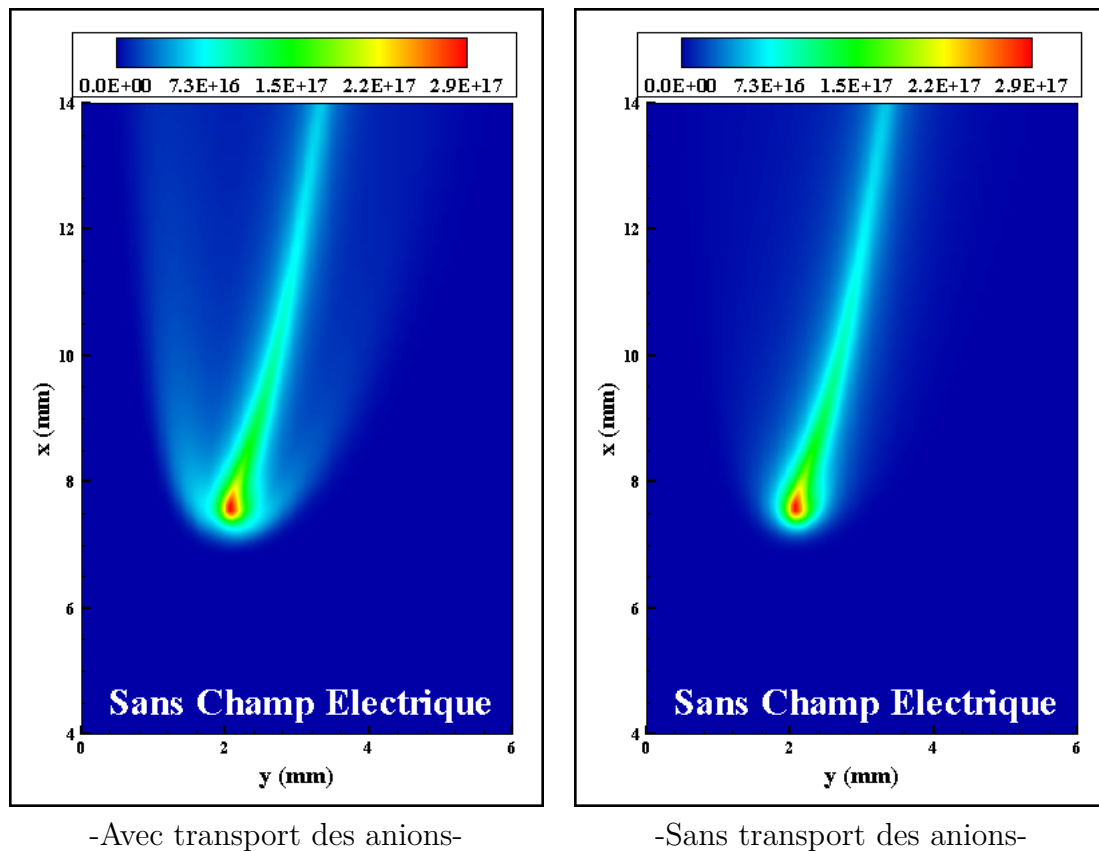 0.0E+00 7.3E+16 1.5E+17 2.2E+17 2.9E+17
14
12
10
8
6
4
x (mm)
0 2 4 6
y (mm)
Sans Champ Electrique
-Avec transport des anions-
0.0E+00 7.3E+16 1.5E+17 2.2E+17 2.9E+17
14
12
10
8
6
4
x (mm)
0 2 4 6
y (mm)
Sans Champ Electrique
-Sans transport des anions-